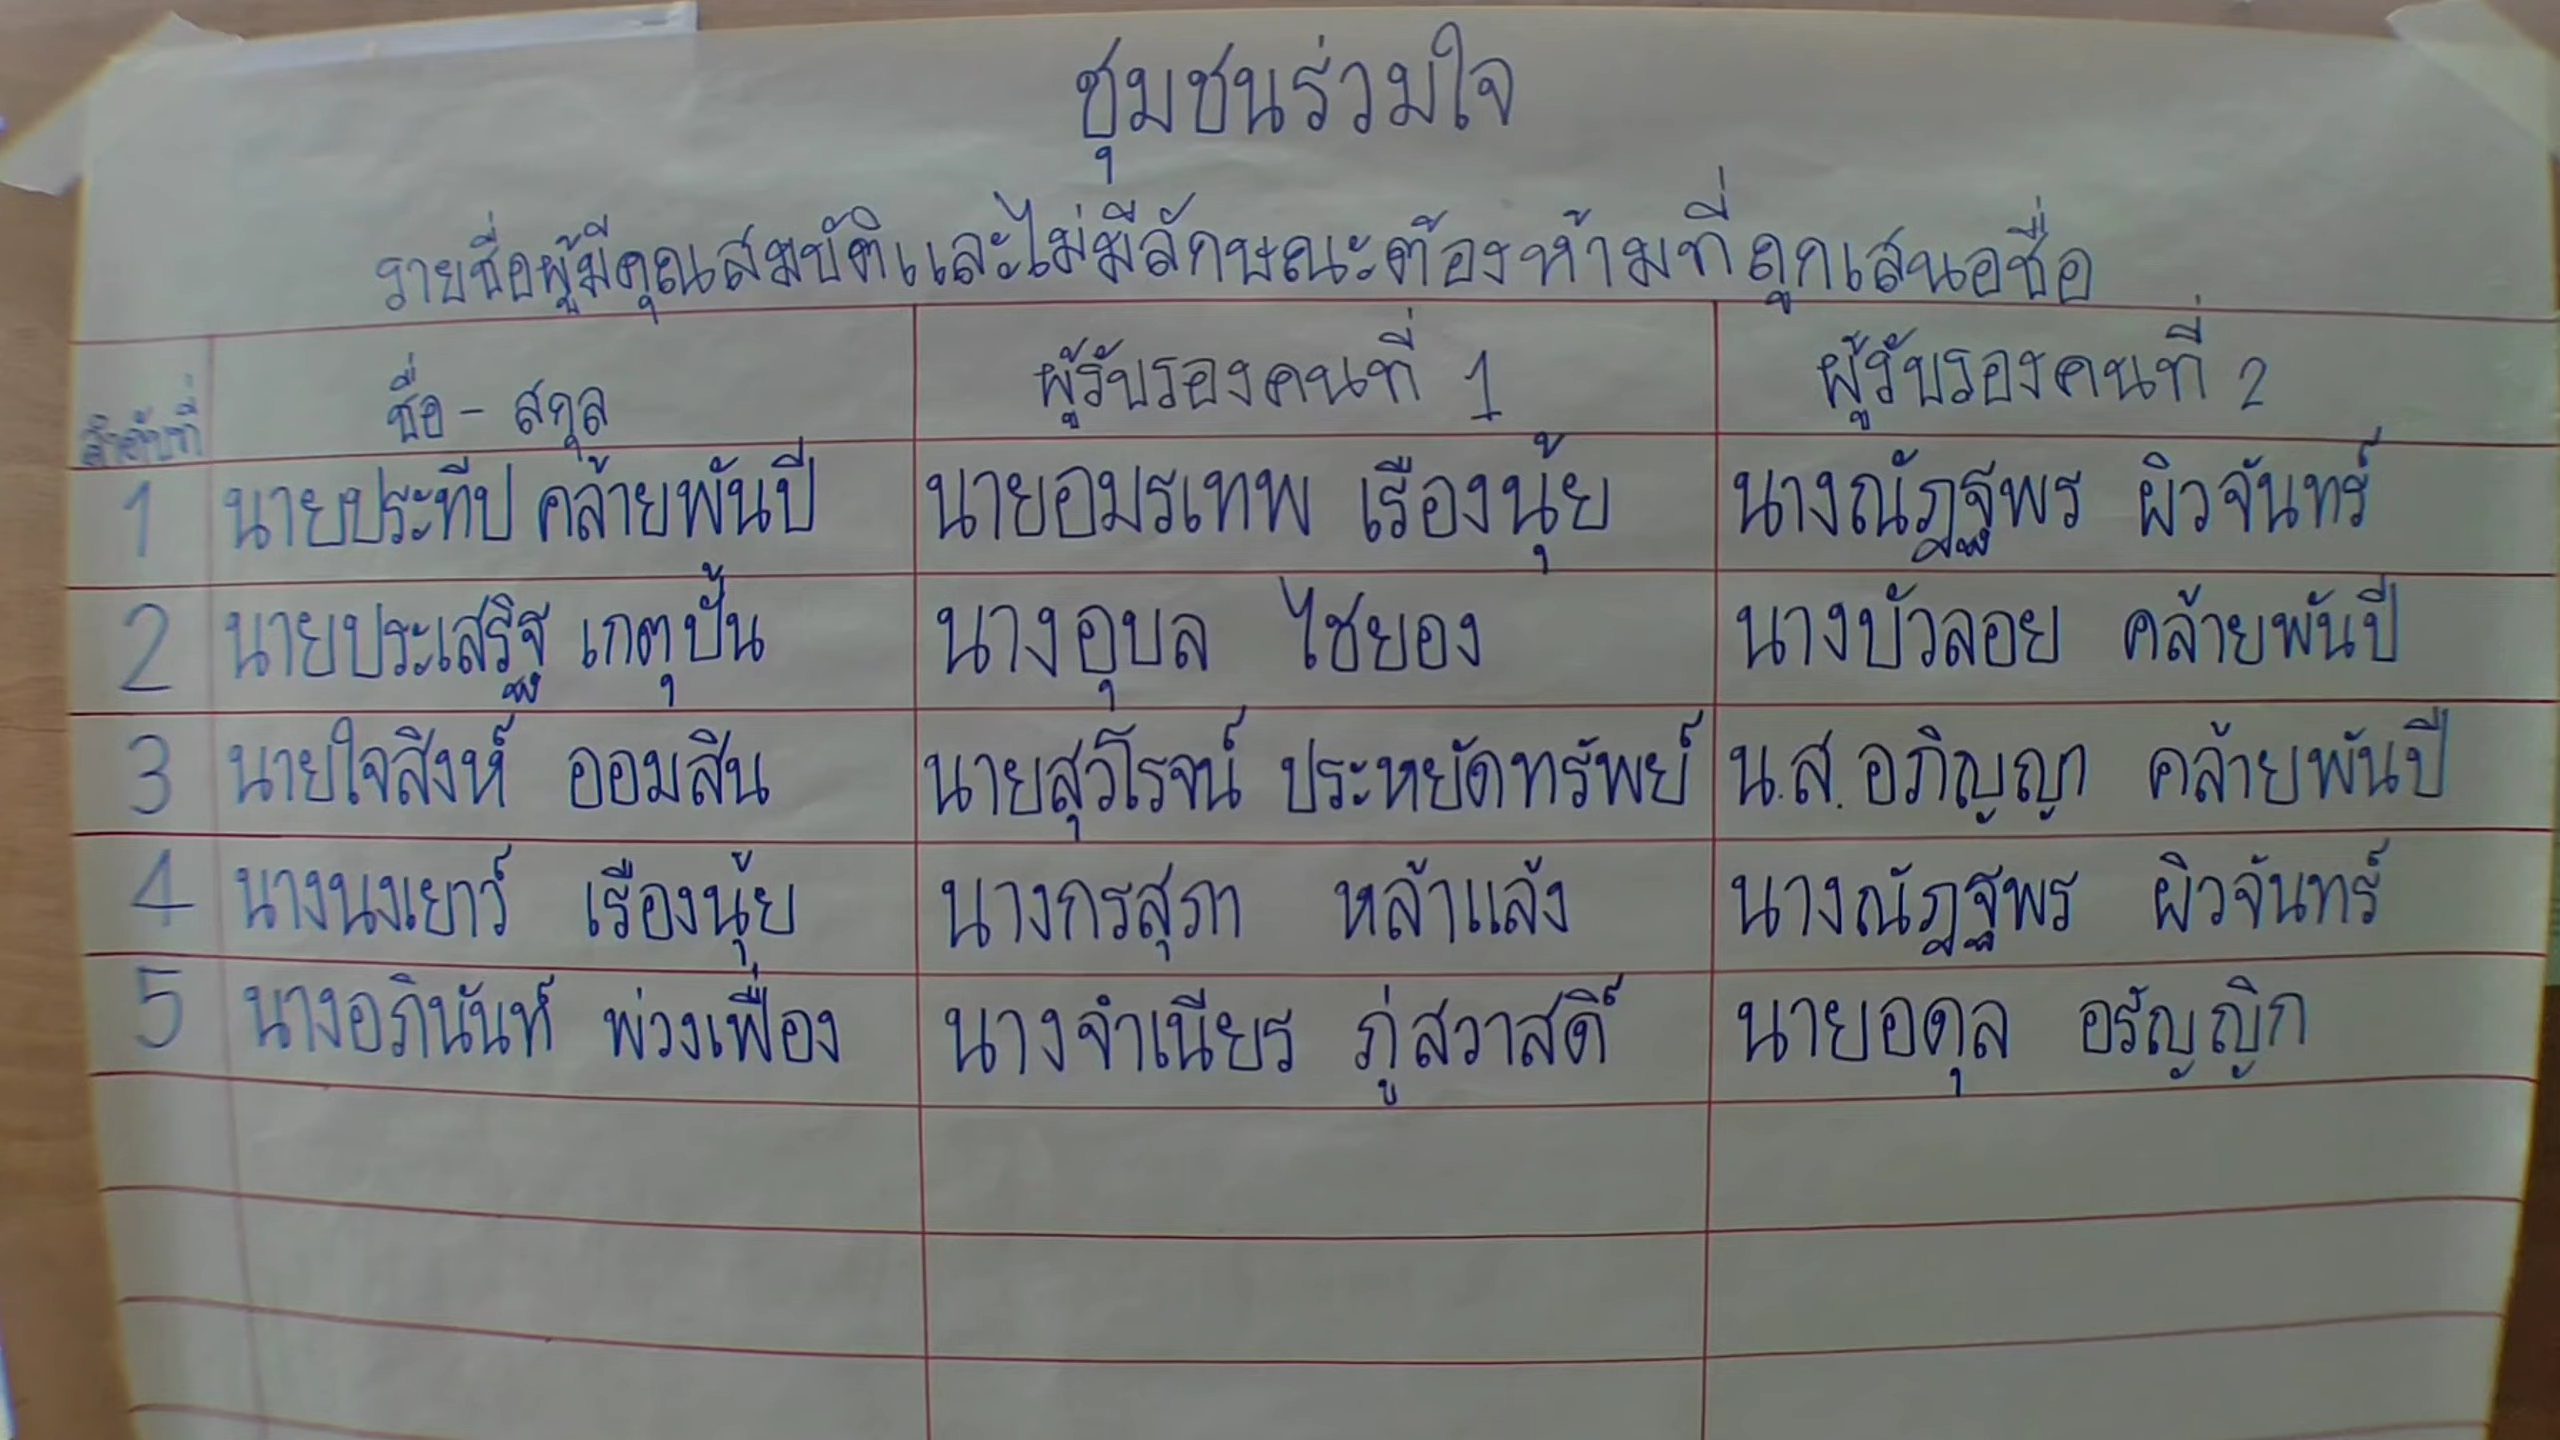 ชุมชนร่วมใจ
รายชื่อผู้มีคุณสมบัติและไม่มีลักษณะต้องห้ามที่ถูกเสนอชื่อ
ลำดับที่ ชื่อ - สกุล ผู้รับรองคนที่ 1 ผู้รับรองคนที่ 2
1 นายประทีป คล้ายพันปี นายอมรเทพ เรืองนุ้ย นางณัฏฐพร ผิวจันทร์
2 นายประเสริฐ เกตุปั้น นางอุบล ไชยอง นางบัวลอย คล้ายพันปี
3 นายใจสิงห์ ออมสิน นายสุวโรจน์ ประหยัดทรัพย์ น.ส.อภิญญา คล้ายพันปี
4 นางนงเยาว์ เรืองนุ้ย นางกรสุภา หล้าแล้ง นางณัฏฐพร ผิวจันทร์
5 นางอภินันท์ พ่วงเฟื่อง นางจำเนียร ภู่สวาสดิ์ นายอดุล อรัญญิก